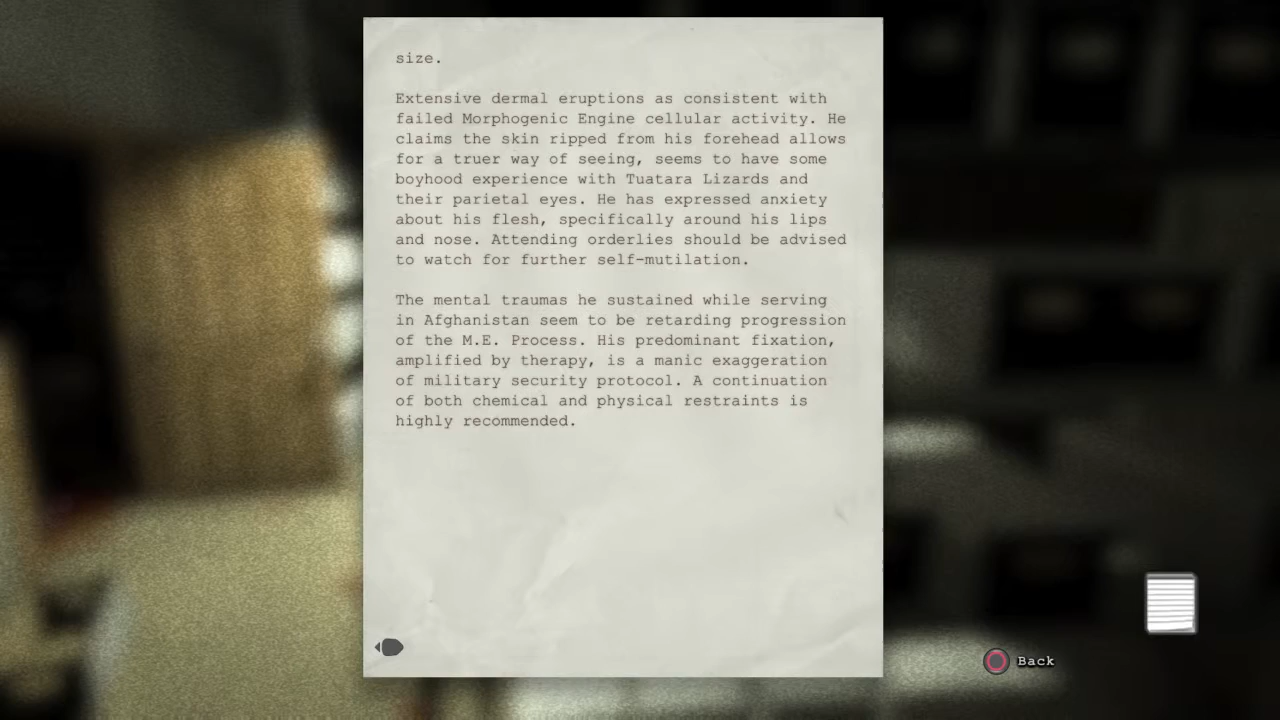 size.
Extensive dermal eruptions as consistent with
failed Morphogenic Engine cellular activity. He
claims the skin ripped from his forehead allows
for a truer way of seeing, seems to have some
boyhood experience with Tuatara Lizards and
their parietal eyes. He has expressed anxiety
about his flesh, specifically around his lips
and nose. Attending orderlies should be advised
to watch for further self-mutilation.
The mental traumas he sustained while serving
in Afghanistan seem to be retarding progression
of the M.E. Process. His predominant fixation,
amplified by therapy, is a manic exaggeration
of military security protocol. A continuation
of both chemical and physical restraints is
highly recommended.
Back